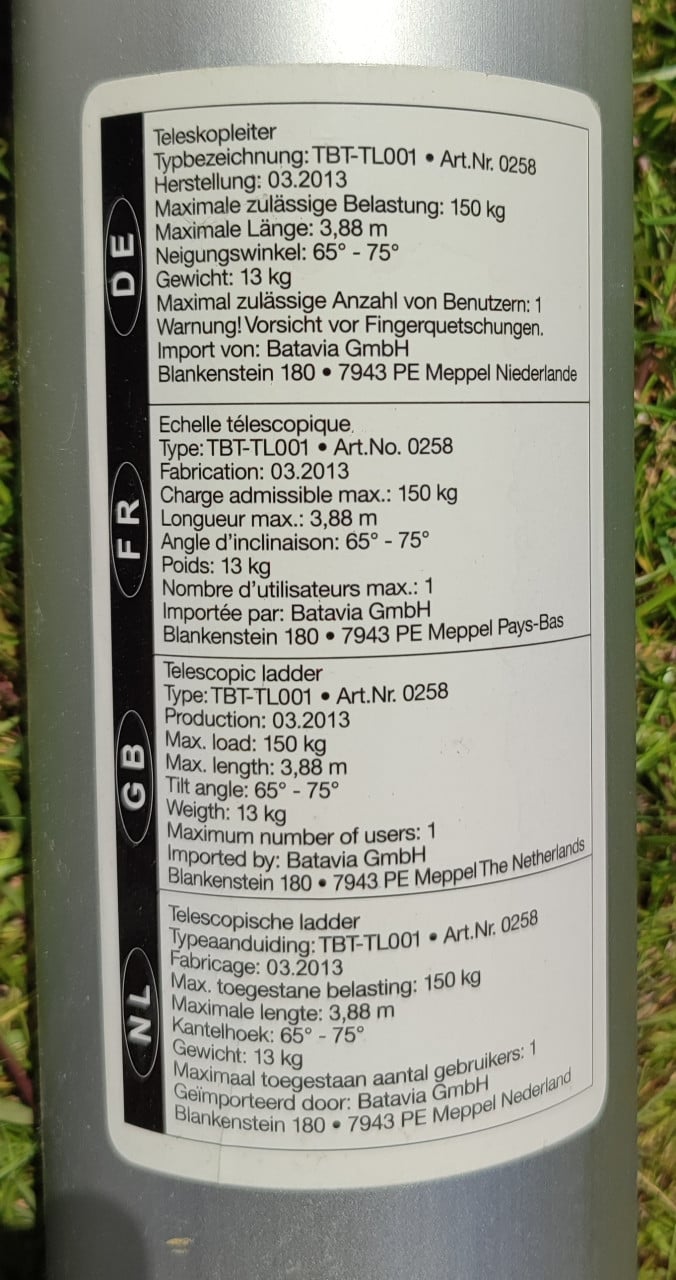 DE
Teleskopleiter
Typbezeichnung: TBT-TL001 • Art.Nr. 0258
Herstellung: 03.2013
Maximale zulässige Belastung: 150 kg
Maximale Länge: 3,88 m
Neigungswinkel: 65° - 75°
Gewicht: 13 kg
Maximal zulässige Anzahl von Benutzern: 1
Warnung! Vorsicht vor Fingerquetschungen.
Import von: Batavia GmbH
Blankenstein 180 • 7943 PE Meppel Niederlande
FR
Echelle télescopique
Type: TBT-TL001 • Art.No. 0258
Fabrication: 03.2013
Charge admissible max.: 150 kg
Longueur max.: 3,88 m
Angle d'inclinaison: 65° - 75°
Poids: 13 kg
Nombre d'utilisateurs max.: 1
Importée par: Batavia GmbH
Blankenstein 180 • 7943 PE Meppel Pays-Bas
GB
Telescopic ladder
Type: TBT-TL001 • Art.Nr. 0258
Production: 03.2013
Max. load: 150 kg
Max. length: 3,88 m
Tilt angle: 65° - 75°
Weigth: 13 kg
Maximum number of users: 1
Imported by: Batavia GmbH
Blankenstein 180 • 7943 PE Meppel The Netherlands
NL
Telescopische ladder
Typeaanduiding: TBT-TL001 • Art.Nr. 0258
Fabricage: 03.2013
Max. toegestane belasting: 150 kg
Maximale lengte: 3,88 m
Kantelhoek: 65° - 75°
Gewicht: 13 kg
Maximaal toegestaan aantal gebruikers: 1
Geïmporteerd door: Batavia GmbH
Blankenstein 180 • 7943 PE Meppel Nederland